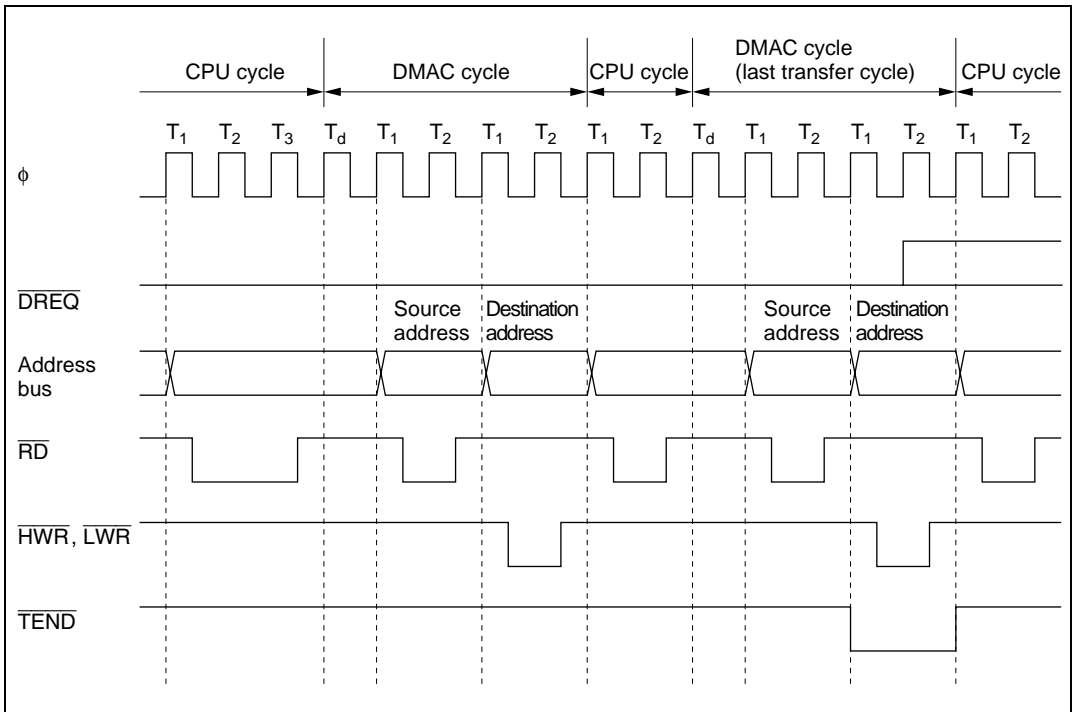 DMAC cycle
(last transfer cycle)
CPU cycle DMAC cycle CPU cycle CPU cycle
T1 T2 T3 Td T1 T2 T1 T2 T1 T2 Td T1 T2 T1 T2 T1 T2
φ
DREQ
Source address Destination address Source address Destination address
Address
bus
RD
HWR, LWR
TEND